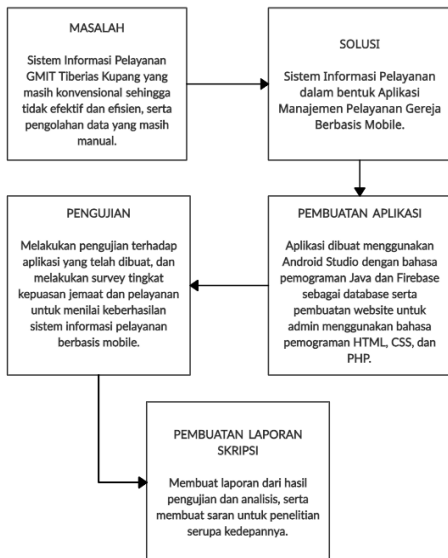 MASALAH
Sistem Informasi Pelayanan
GMIT Tiberias Kupang yang
masih konvensional sehingga
tidak efektif dan efisien, serta
pengolahan data yang masih
manual.
SOLUSI
Sistem Informasi Pelayanan
dalam bentuk Aplikasi
Manajemen Pelayanan Gereja
Berbasis Mobile.
PEMBUATAN APLIKASI
Aplikasi dibuat menggunakan
Android Studio dengan bahasa
pemograman Java dan Firebase
sebagai database serta
pembuatan website untuk
admin menggunakan bahasa
pemograman HTML, CSS, dan
PHP.
PENGUJIAN
Melakukan pengujian terhadap
aplikasi yang telah dibuat, dan
melakukan survey tingkat
kepuasan jemaat dan pelayanan
untuk menilai keberhasilan
sistem informasi pelayanan
berbasis mobile.
PEMBUATAN LAPORAN
SKRIPSI
Membuat laporan dari hasil
pengujian dan analisis, serta
membuat saran untuk penelitian
serupa kedepannya.